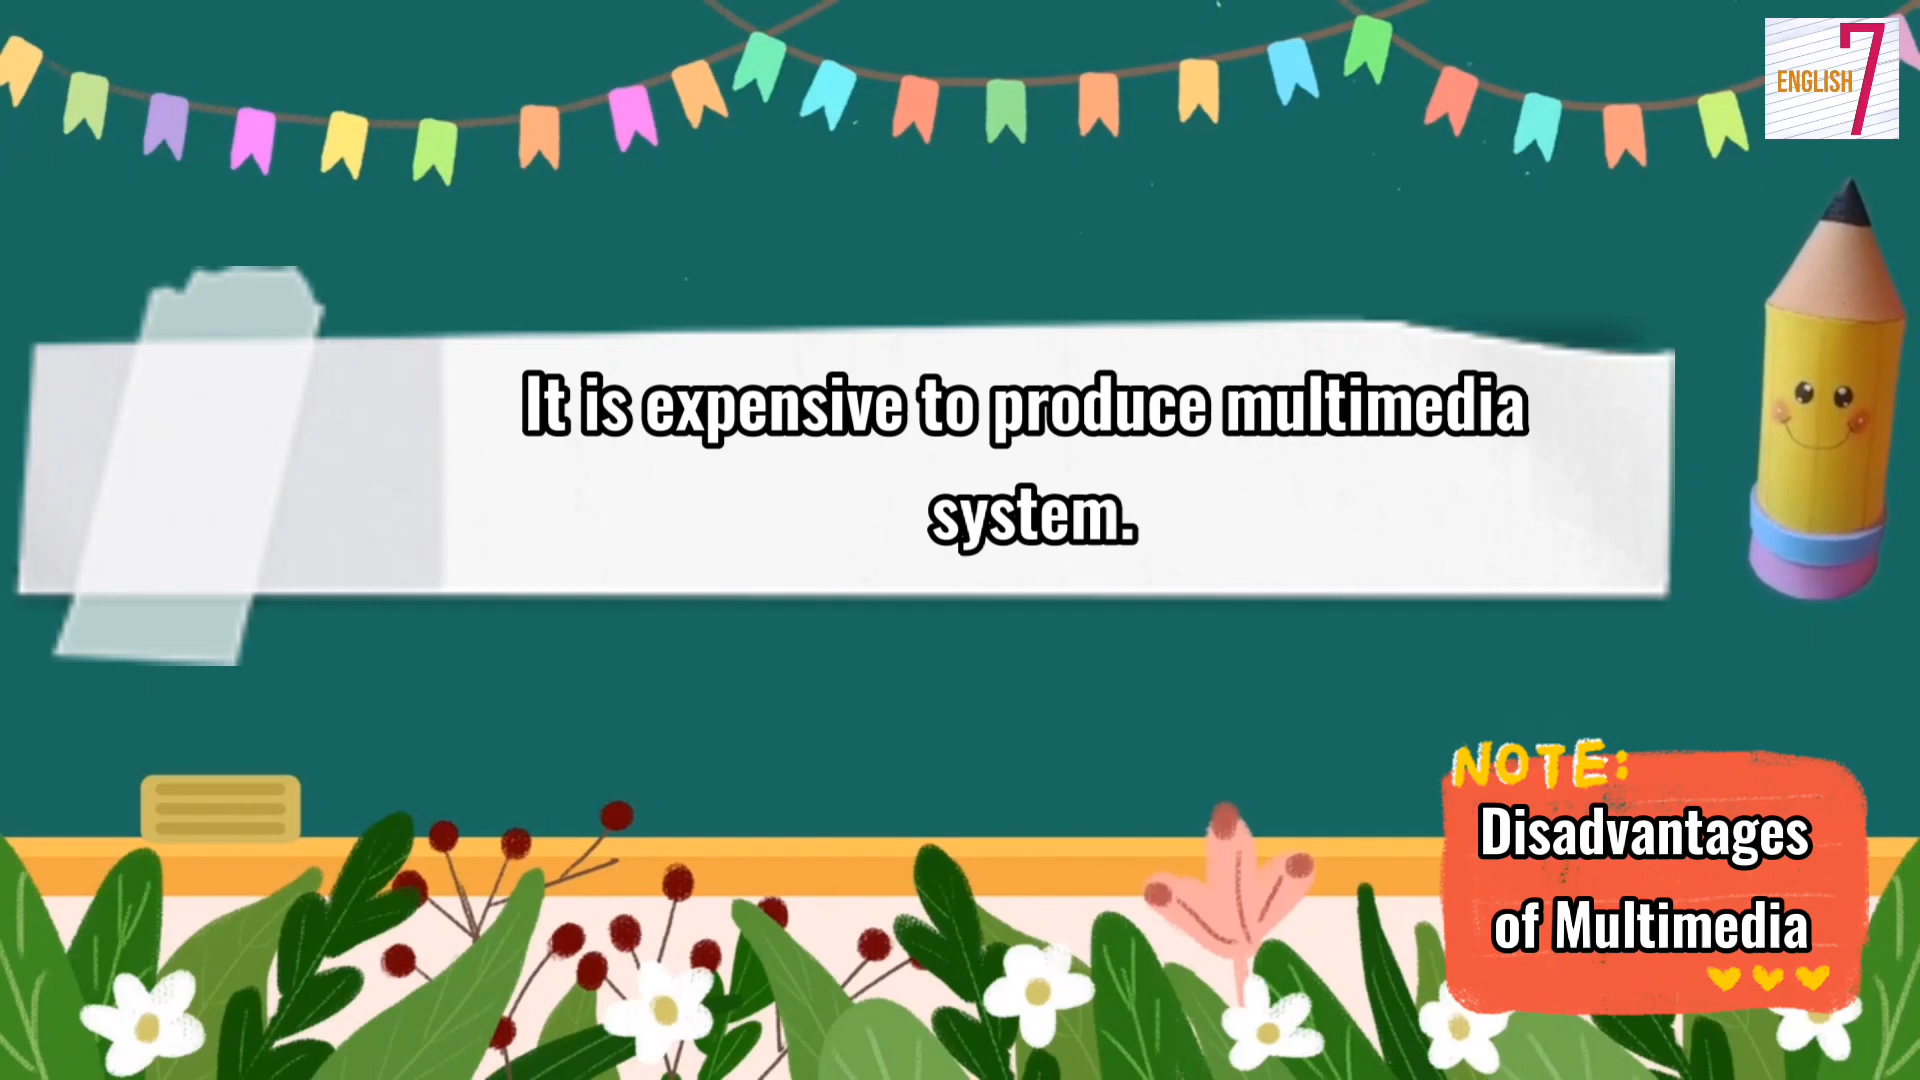 ENGLISH 7
It is expensive to produce multimedia
system.
NOTE:
Disadvantages
of Multimedia